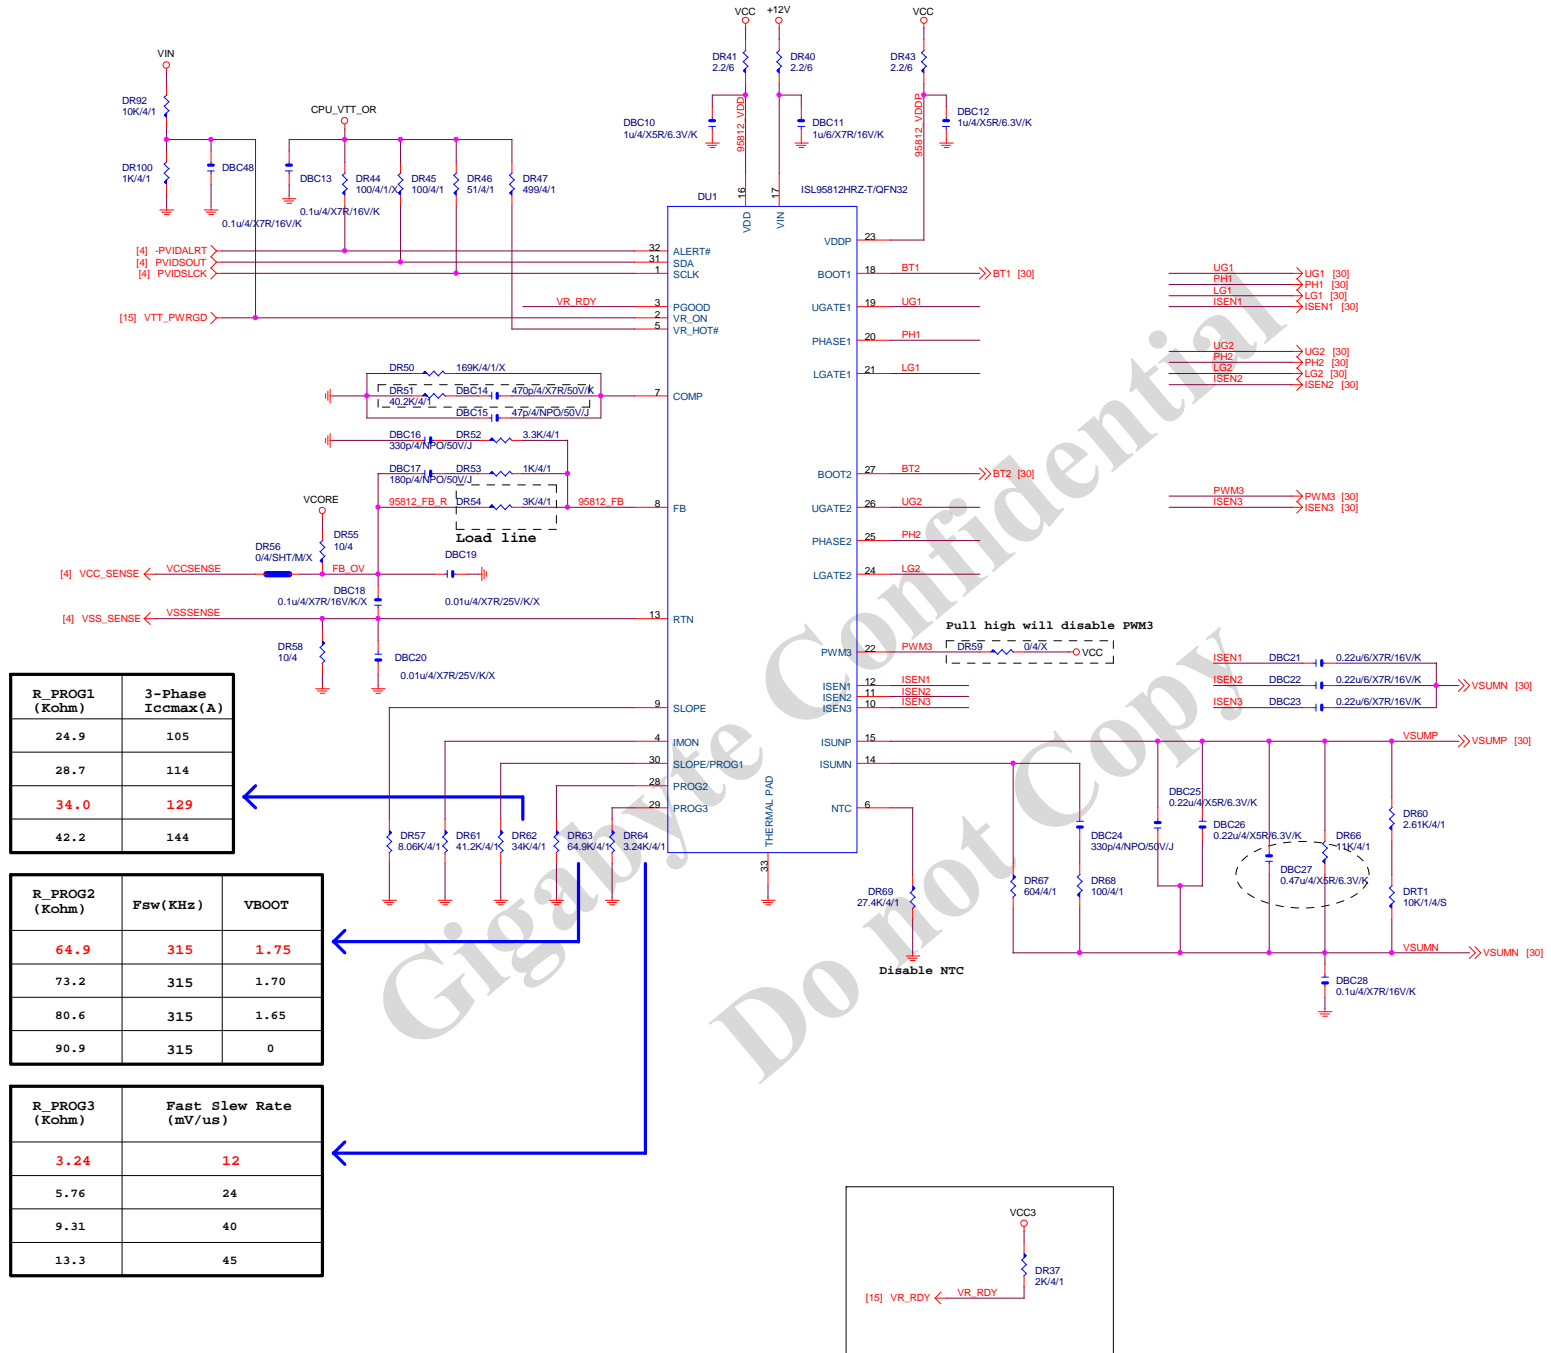 VCC
+12V
VCC
DR41
2.2/6
DR40
2.2/6
DR43
2.2/6
VIN
DR92
10K/4/1
CPU_VTT_OR
DBC10
1u/4/X5R/6.3V/K
95812_VDD
DBC11
1u/6/X7R/16V/K
95812_VDDP
DBC12
1u/4/X5R/6.3V/K
DR100
1K/4/1
DBC48
0.1u/4/X7R/16V/K
DBC13
0.1u/4/X7R/16V/K
DR44
100/4/1/X
DR45
100/4/1
DR46
51/4/1
DR47
499/4/1
DU1
ISL95812HRZ-T/QFN32
16
VDD
17
VIN
[4] -PVIDALRT
32 ALERT#
[4] PVIDSOUT
31 SDA
[4] PVIDSLCK
1 SCLK
VR_RDY
3 PGOOD
[15] VTT_PWRGD
2 VR_ON
5 VR_HOT#
VDDP 23
BOOT1 18 BT1 BT1 [30]
UGATE1 19 UG1
PHASE1 20 PH1
LGATE1 21 LG1
UG1 UG1 [30]
PH1 PH1 [30]
LG1 LG1 [30]
ISEN1 ISEN1 [30]
UG2 UG2 [30]
PH2 PH2 [30]
LG2 LG2 [30]
ISEN2 ISEN2 [30]
DR50 169K/4/1/X
DR51
40.2K/4/1
DBC14 470p/4/X7R/50V/K
DBC15 47p/4/NPO/50V/J
7 COMP
DBC16
330p/4/NPO/50V/J
DR52 3.3K/4/1
DBC17
180p/4/NPO/50V/J
DR53 1K/4/1
95812_FB_R DR54 3K/4/1 95812_FB
8 FB
Load line
BOOT2 27 BT2 BT2 [30]
UGATE2 26 UG2
PHASE2 25 PH2
LGATE2 24 LG2
PWM3 PWM3 [30]
ISEN3 ISEN3 [30]
VCORE
DR55
10/4
DR56
0/4/SHT/M/X
[4] VCC_SENSE VCCSENSE FB_OV
DBC19
0.01u/4/X7R/25V/K/X
DBC18
0.1u/4/X7R/16V/K/X
[4] VSS_SENSE VSSSENSE
13 RTN
DR58
10/4
DBC20
0.01u/4/X7R/25V/K/X
Pull high will disable PWM3
PWM3 22 PWM3 DR59 0/4/X VCC
ISEN1 12 ISEN1
ISEN2 11 ISEN2
ISEN3 10 ISEN3
ISEN1 DBC21 0.22u/6/X7R/16V/K
ISEN2 DBC22 0.22u/6/X7R/16V/K
ISEN3 DBC23 0.22u/6/X7R/16V/K
VSUMN [30]
9 SLOPE
4 IMON
30 SLOPE/PROG1
28 PROG2
29 PROG3
THERMAL PAD
33
ISUNP 15
VSUMP VSUMP [30]
ISUMN 14
NTC 6
DR57
8.06K/4/1
DR61
41.2K/4/1
DR62
34K/4/1
DR63
64.9K/4/1
DR64
3.24K/4/1
DR69
27.4K/4/1
Disable NTC
DR67
604/4/1
DBC24
330p/4/NPO/50V/J
DR68
100/4/1
DBC25
0.22u/4/X5R/6.3V/K
DBC26
0.22u/4/X5R/6.3V/K
DBC27
0.47u/4/X5R/6.3V/K
DR66
11K/4/1
DR60
2.61K/4/1
DRT1
10K/1/4/S
VSUMN VSUMN [30]
DBC28
0.1u/4/X7R/16V/K
R_PROG1 (Kohm) 3-Phase Iccmax(A)
24.9 105
28.7 114
34.0 129
42.2 144
R_PROG2 (Kohm) Fsw(KHz) VBOOT
64.9 315 1.75
73.2 315 1.70
80.6 315 1.65
90.9 315 0
R_PROG3 (Kohm) Fast Slew Rate (mV/us)
3.24 12
5.76 24
9.31 40
13.3 45
VCC3
DR37
2K/4/1
[15] VR_RDY VR_RDY
Gigabyte Confidential
Do not Copy